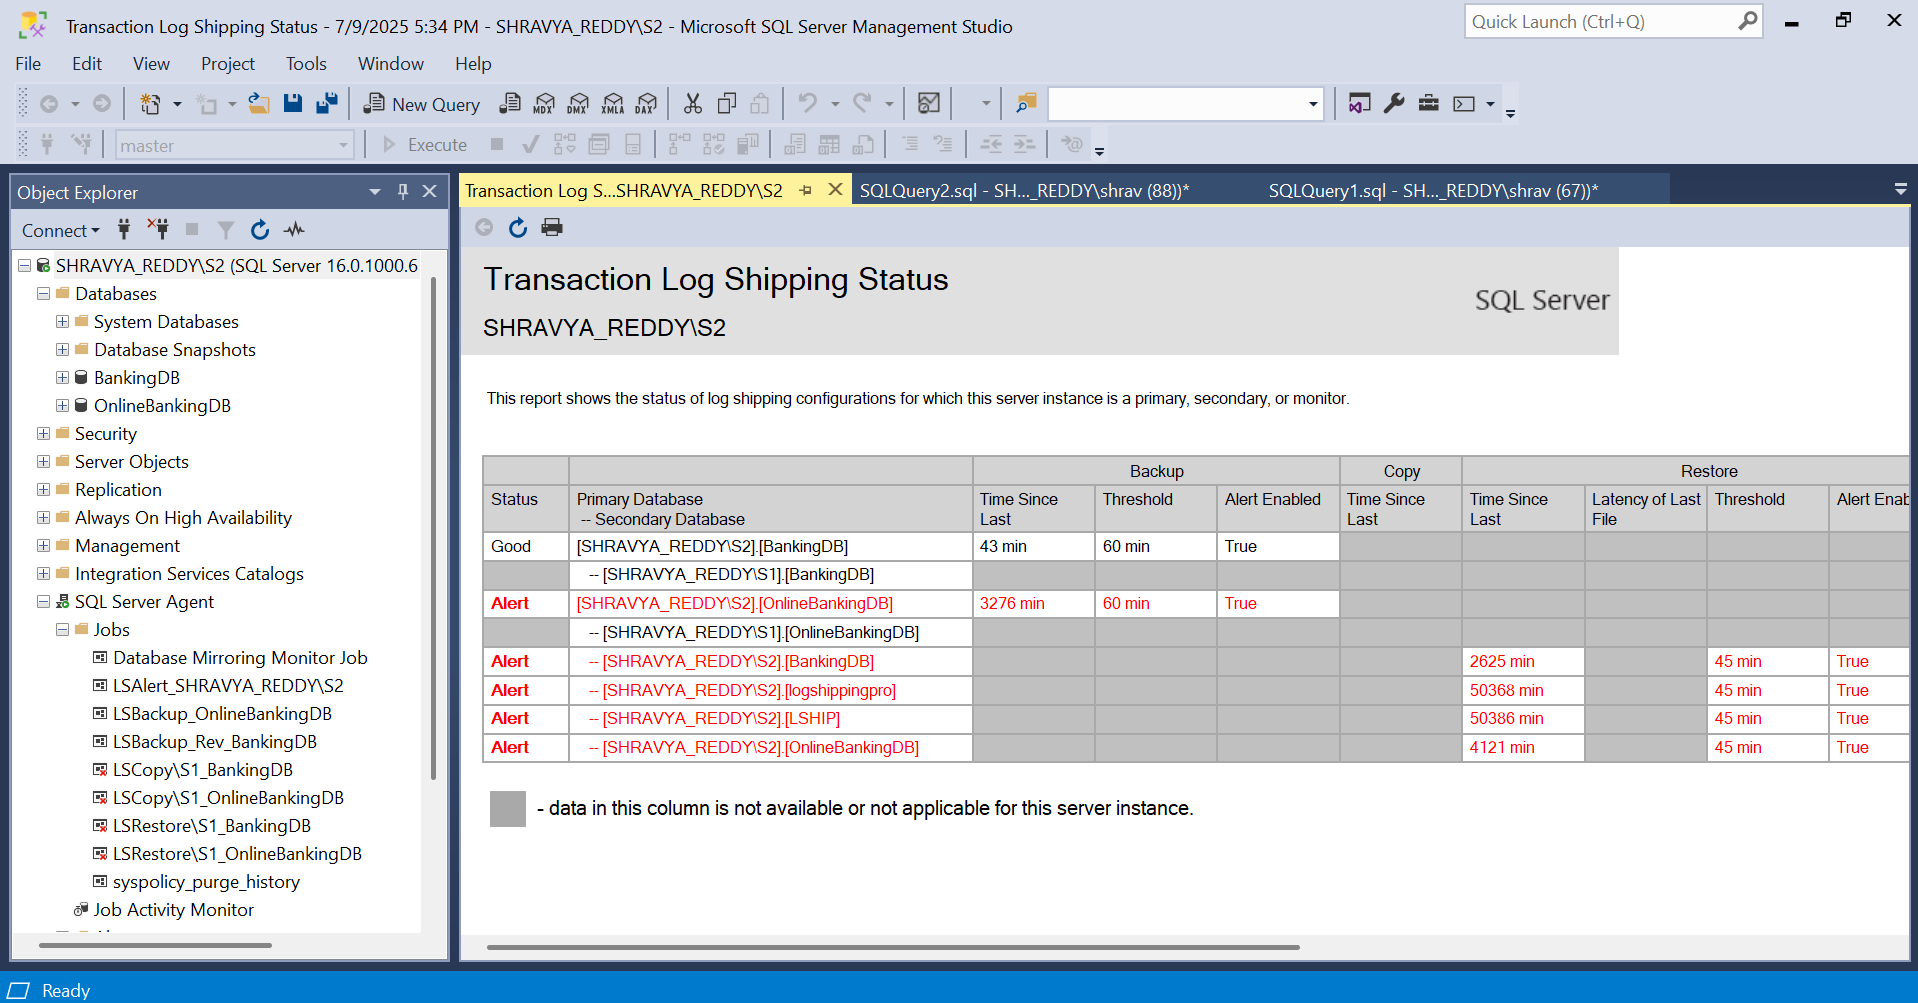 Transaction Log Shipping Status - 7/9/2025 5:34 PM - SHRAVYA_REDDY\S2 - Microsoft SQL Server Management Studio
Quick Launch (Ctrl+Q)
File Edit View Project Tools Window Help
New Query MDX DMX XMLA DAX
master Execute
Object Explorer
Transaction Log S...SHRAVYA_REDDY\S2 SQLQuery2.sql - SH..._REDDY\shrav (88))* SQLQuery1.sql - SH..._REDDY\shrav (67))*
Connect
SHRAVYA_REDDY\S2 (SQL Server 16.0.1000.6
Databases
System Databases
Database Snapshots
BankingDB
OnlineBankingDB
Security
Server Objects
Replication
Always On High Availability
Management
Integration Services Catalogs
SQL Server Agent
Jobs
Database Mirroring Monitor Job
LSAlert_SHRAVYA_REDDY\S2
LSBackup_OnlineBankingDB
LSBackup_Rev_BankingDB
LSCopy\S1_BankingDB
LSCopy\S1_OnlineBankingDB
LSRestore\S1_BankingDB
LSRestore\S1_OnlineBankingDB
syspolicy_purge_history
Job Activity Monitor
Transaction Log Shipping Status
SQL Server
SHRAVYA_REDDY\S2
This report shows the status of log shipping configurations for which this server instance is a primary, secondary, or monitor.
Backup Copy Restore
Status Primary Database Time Since Threshold Alert Enabled Time Since Time Since Latency of Last Threshold Alert Enab
-- Secondary Database Last Last Last File
Good [SHRAVYA_REDDY\S2].[BankingDB] 43 min 60 min True
-- [SHRAVYA_REDDY\S1].[BankingDB]
Alert [SHRAVYA_REDDY\S2].[OnlineBankingDB] 3276 min 60 min True
-- [SHRAVYA_REDDY\S1].[OnlineBankingDB]
Alert -- [SHRAVYA_REDDY\S2].[BankingDB] 2625 min 45 min True
Alert -- [SHRAVYA_REDDY\S2].[logshippingpro] 50368 min 45 min True
Alert -- [SHRAVYA_REDDY\S2].[LSHIP] 50386 min 45 min True
Alert -- [SHRAVYA_REDDY\S2].[OnlineBankingDB] 4121 min 45 min True
- data in this column is not available or not applicable for this server instance.
Ready